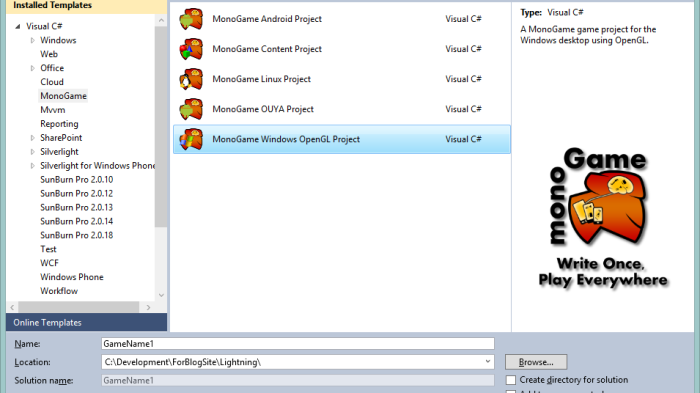 Installed Templates
Visual C#
Windows
Web
Office
Cloud
MonoGame
Mvvm
Reporting
SharePoint
Silverlight
Silverlight for Windows Phone
SunBurn Pro 2.0.10
SunBurn Pro 2.0.12
SunBurn Pro 2.0.13
SunBurn Pro 2.0.14
SunBurn Pro 2.0.18
Test
WCF
Windows Phone
Workflow
Online Templates
MonoGame Android Project Visual C#
MonoGame Content Project Visual C#
MonoGame Linux Project Visual C#
MonoGame OUYA Project Visual C#
MonoGame Windows OpenGL Project Visual C#
Type: Visual C#
A MonoGame game project for the
Windows desktop using OpenGL.
mono
Game
Write Once,
Play Everywhere
Name: GameName1
Location: C:\Development\ForBlogSite\Lightning\ Browse...
Solution name: GameName1
Create directory for solution